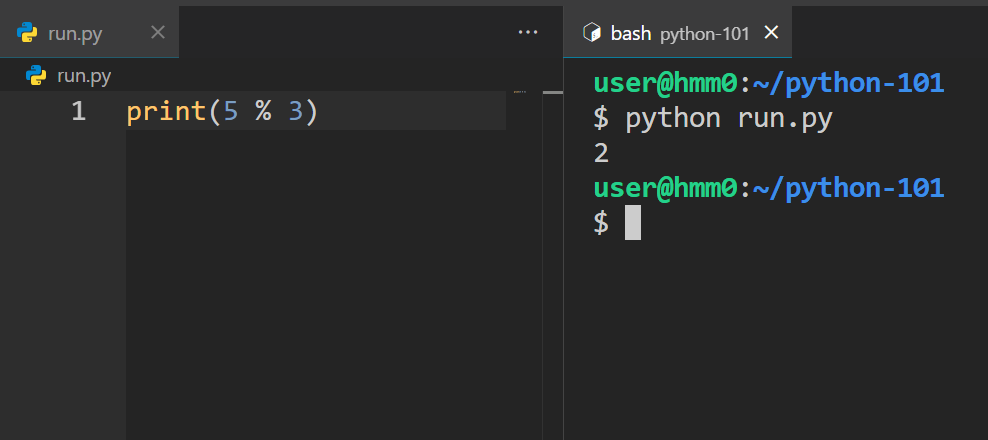 run.py
run.py
1 print(5 % 3)
bash python-101
user@hmm0:~/python-101
$ python run.py
2
user@hmm0:~/python-101
$